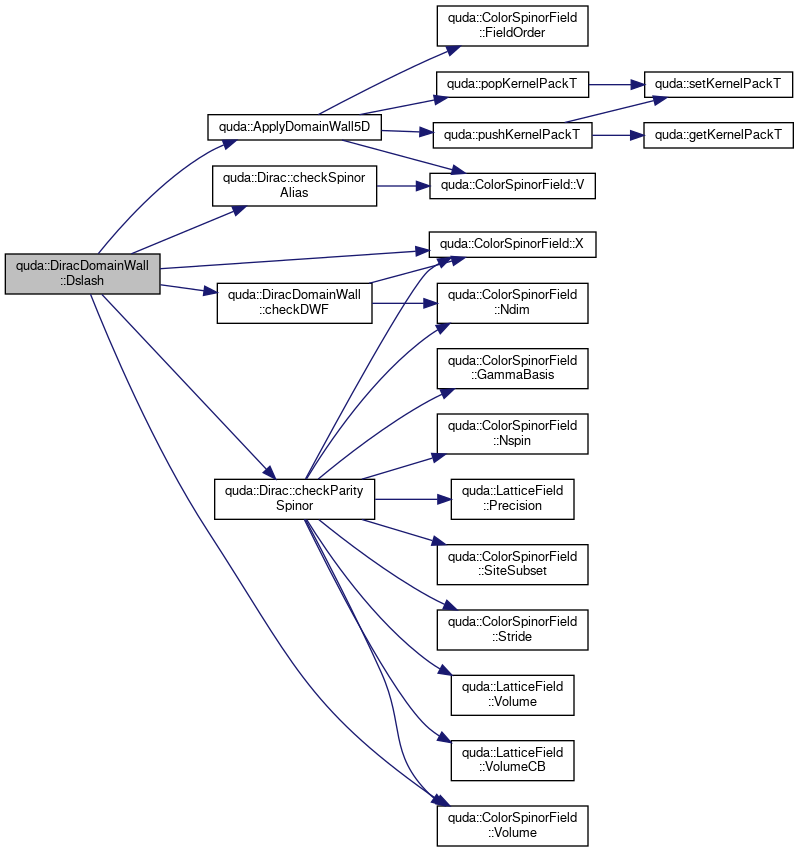 quda::ColorSpinorField
::FieldOrder
quda::popKernelPackT
quda::setKernelPackT
quda::ApplyDomainWall5D
quda::pushKernelPackT
quda::getKernelPackT
quda::Dirac::checkSpinor
Alias
quda::ColorSpinorField::V
quda::ColorSpinorField::X
quda::DiracDomainWall
::Dslash
quda::DiracDomainWall
::checkDWF
quda::ColorSpinorField
::Ndim
quda::ColorSpinorField
::GammaBasis
quda::ColorSpinorField
::Nspin
quda::Dirac::checkParity
Spinor
quda::LatticeField
::Precision
quda::ColorSpinorField
::SiteSubset
quda::ColorSpinorField
::Stride
quda::LatticeField
::Volume
quda::LatticeField
::VolumeCB
quda::ColorSpinorField
::Volume